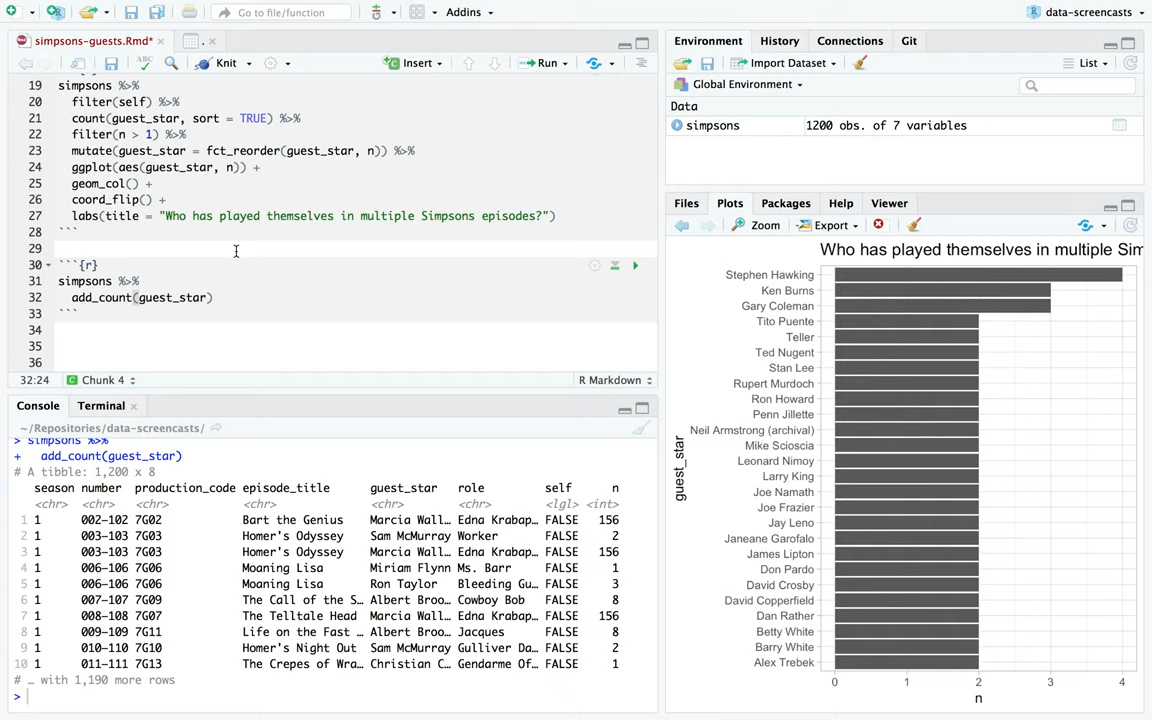 Go to file/function
Addins
data-screencasts
simpsons-guests.Rmd*
.
ABC
Knit
Insert
Run
19 simpsons %>%
20 filter(self) %>%
21 count(guest_star, sort = TRUE) %>%
22 filter(n > 1) %>%
23 mutate(guest_star = fct_reorder(guest_star, n)) %>%
24 ggplot(aes(guest_star, n)) +
25 geom_col() +
26 coord_flip() +
27 labs(title = "Who has played themselves in multiple Simpsons episodes?")
28 ```
29
30 ```{r}
31 simpsons %>%
32 add_count(guest_star)
33 ```
34
35
36
32:24 Chunk 4 R Markdown
Console Terminal
~/Repositories/data-screencasts/
> simpsons %>%
+ add_count(guest_star)
# A tibble: 1,200 x 8
season number production_code episode_title guest_star role self n
<chr> <chr> <chr> <chr> <chr> <chr> <lgl> <int>
1 1 002-102 7G02 Bart the Genius Marcia Wall… Edna Krabap… FALSE 156
2 1 003-103 7G03 Homer's Odyssey Sam McMurray Worker FALSE 2
3 1 003-103 7G03 Homer's Odyssey Marcia Wall… Edna Krabap… FALSE 156
4 1 006-106 7G06 Moaning Lisa Miriam Flynn Ms. Barr FALSE 1
5 1 006-106 7G06 Moaning Lisa Ron Taylor Bleeding Gu… FALSE 3
6 1 007-107 7G09 The Call of the S… Albert Broo… Cowboy Bob FALSE 8
7 1 008-108 7G07 The Telltale Head Marcia Wall… Edna Krabap… FALSE 156
8 1 009-109 7G11 Life on the Fast … Albert Broo… Jacques FALSE 8
9 1 010-110 7G10 Homer's Night Out Sam McMurray Gulliver Da… FALSE 2
10 1 011-111 7G13 The Crepes of Wra… Christian C… Gendarme Of… FALSE 1
# … with 1,190 more rows
>
Environment History Connections Git
Import Dataset List
Global Environment
Data
simpsons 1200 obs. of 7 variables
Files Plots Packages Help Viewer
Zoom Export
Who has played themselves in multiple Sim
Stephen Hawking
Ken Burns
Gary Coleman
Tito Puente
Teller
Ted Nugent
Stan Lee
Rupert Murdoch
Ron Howard
Penn Jillette
Neil Armstrong (archival)
Mike Scioscia
Leonard Nimoy
Larry King
Joe Namath
Joe Frazier
Jay Leno
Janeane Garofalo
James Lipton
Don Pardo
David Crosby
David Copperfield
Dan Rather
Betty White
Barry White
Alex Trebek
guest_star
0 1 2 3 4
n